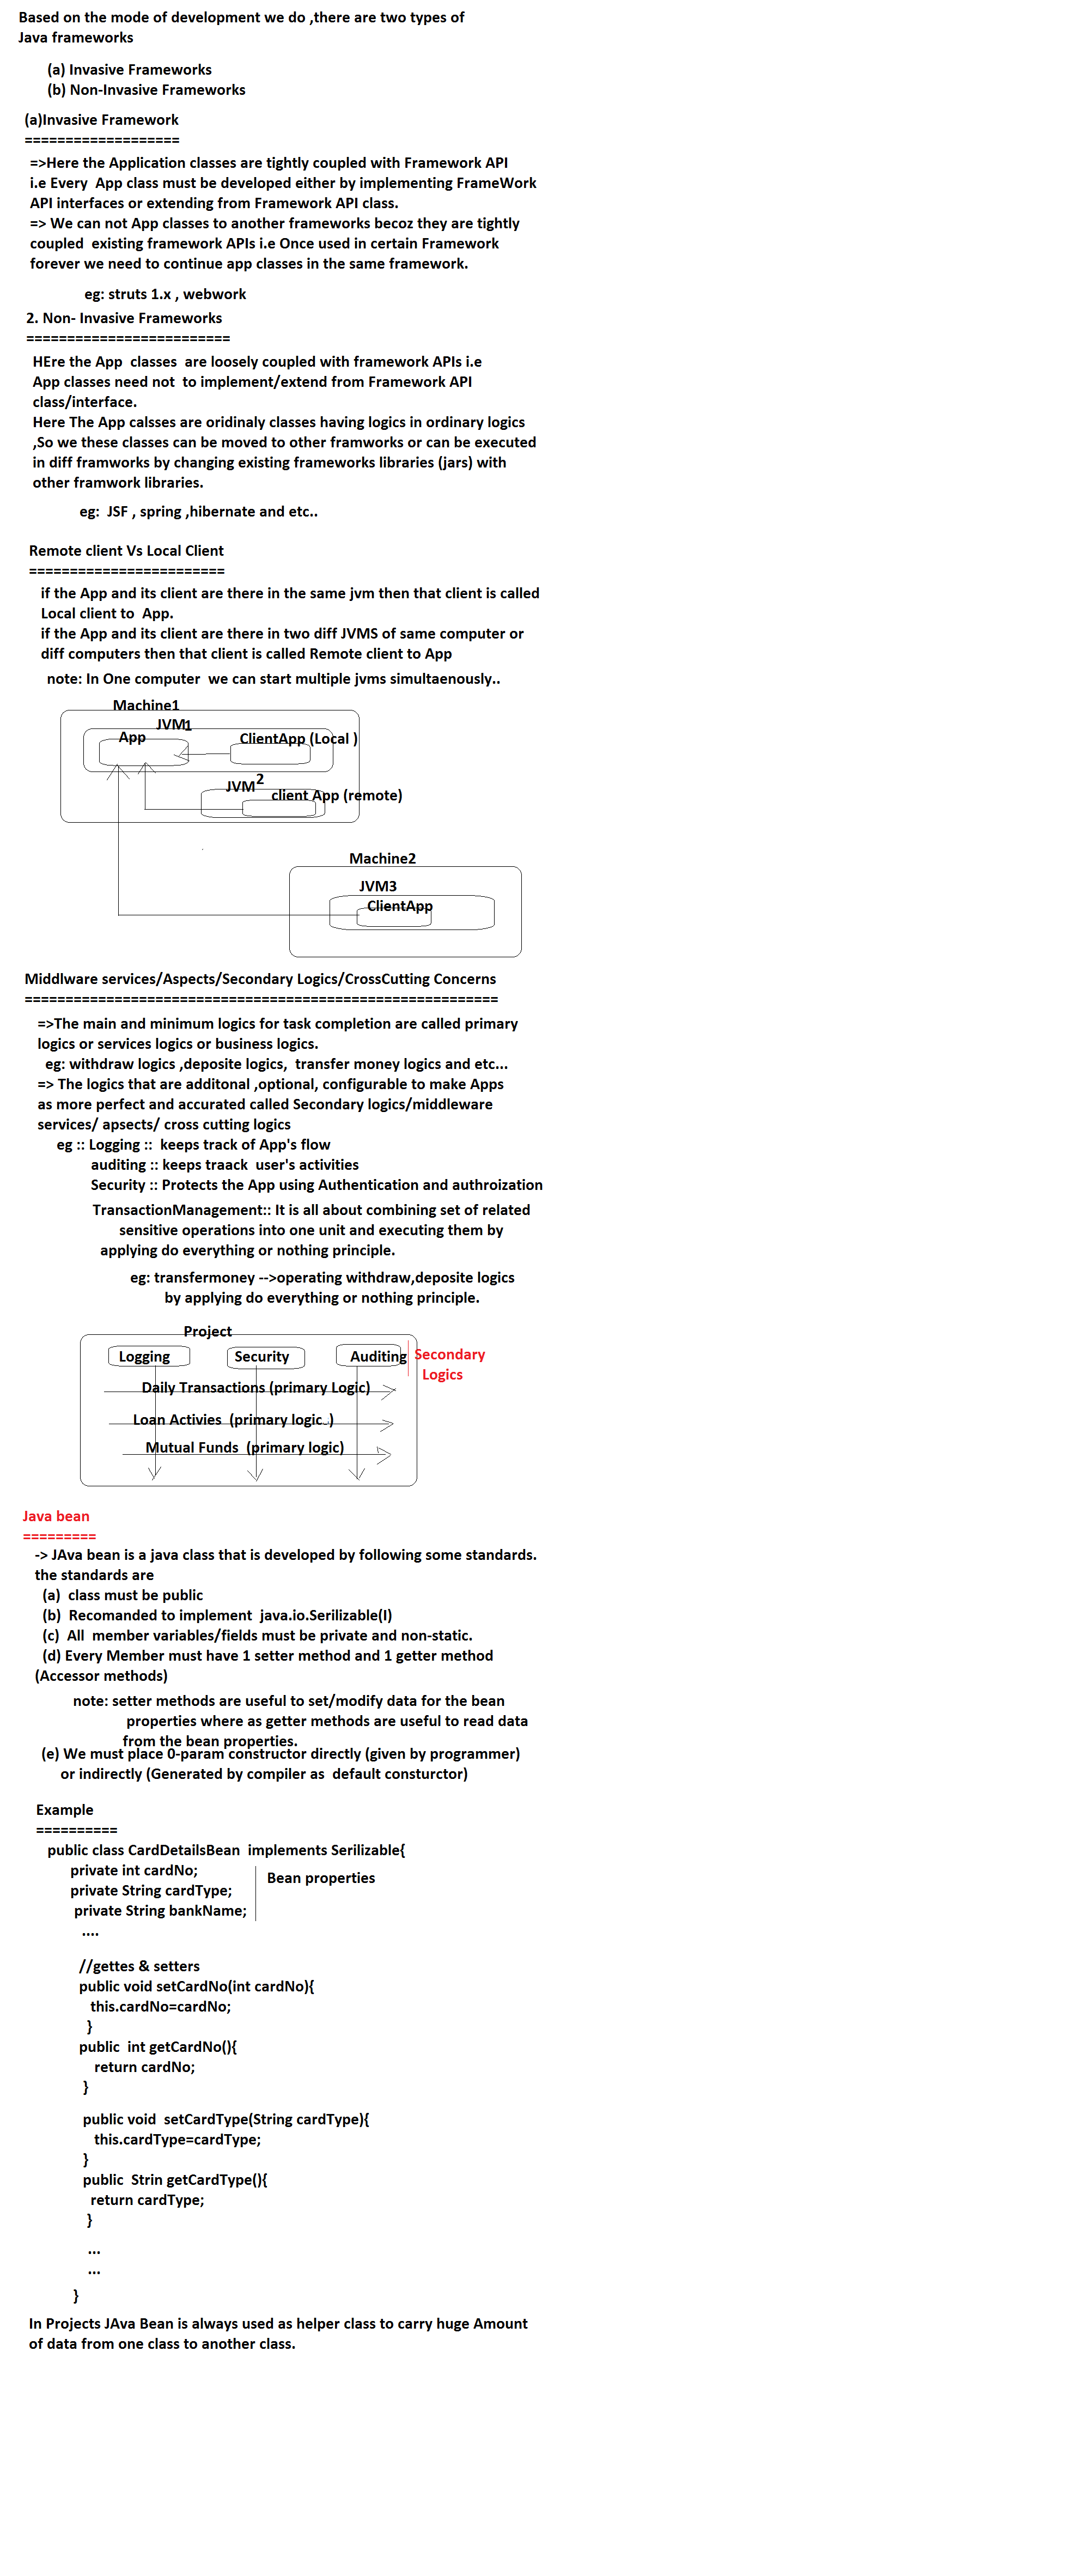 Based on the mode of development we do ,there are two types of
Java frameworks
(a) Invasive Frameworks
(b) Non-Invasive Frameworks
(a)Invasive Framework
===================
=>Here the Application classes are tightly coupled with Framework API
i.e Every App class must be developed either by implementing FrameWork
API interfaces or extending from Framework API class.
=> We can not App classes to another frameworks becoz they are tightly
coupled existing framework APIs i.e Once used in certain Framework
forever we need to continue app classes in the same framework.
eg: struts 1.x , webwork
2. Non- Invasive Frameworks
=========================
HEre the App classes are loosely coupled with framework APIs i.e
App classes need not to implement/extend from Framework API
class/interface.
Here The App calsses are oridinaly classes having logics in ordinary logics
,So we these classes can be moved to other framworks or can be executed
in diff framworks by changing existing frameworks libraries (jars) with
other framwork libraries.
eg: JSF , spring ,hibernate and etc..
Remote client Vs Local Client
========================
if the App and its client are there in the same jvm then that client is called
Local client to App.
if the App and its client are there in two diff JVMS of same computer or
diff computers then that client is called Remote client to App
note: In One computer we can start multiple jvms simultaenously..
Machine1
JVM1
App
ClientApp (Local )
JVM 2
client App (remote)
Machine2
JVM3
ClientApp
Middlware services/Aspects/Secondary Logics/CrossCutting Concerns
==========================================================
=>The main and minimum logics for task completion are called primary
logics or services logics or business logics.
eg: withdraw logics ,deposite logics, transfer money logics and etc...
=> The logics that are additonal ,optional, configurable to make Apps
as more perfect and accurated called Secondary logics/middleware
services/ apsects/ cross cutting logics
eg :: Logging :: keeps track of App's flow
auditing :: keeps traack user's activities
Security :: Protects the App using Authentication and authroization
TransactionManagement:: It is all about combining set of related
sensitive operations into one unit and executing them by
applying do everything or nothing principle.
eg: transfermoney -->operating withdraw,deposite logics
by applying do everything or nothing principle.
Project
Logging Security Auditing
Secondary
Logics
Daily Transactions (primary Logic)
Loan Activies (primary logic..)
Mutual Funds (primary logic)
Java bean
=========
-> JAva bean is a java class that is developed by following some standards.
the standards are
(a) class must be public
(b) Recomanded to implement java.io.Serilizable(I)
(c) All member variables/fields must be private and non-static.
(d) Every Member must have 1 setter method and 1 getter method
(Accessor methods)
note: setter methods are useful to set/modify data for the bean
properties where as getter methods are useful to read data
from the bean properties.
(e) We must place 0-param constructor directly (given by programmer)
or indirectly (Generated by compiler as default consturctor)
Example
==========
public class CardDetailsBean implements Serilizable{
private int cardNo;
private String cardType;
private String bankName;
Bean properties
....
//gettes & setters
public void setCardNo(int cardNo){
this.cardNo=cardNo;
}
public int getCardNo(){
return cardNo;
}
public void setCardType(String cardType){
this.cardType=cardType;
}
public Strin getCardType(){
return cardType;
}
...
...
}
In Projects JAva Bean is always used as helper class to carry huge Amount
of data from one class to another class.